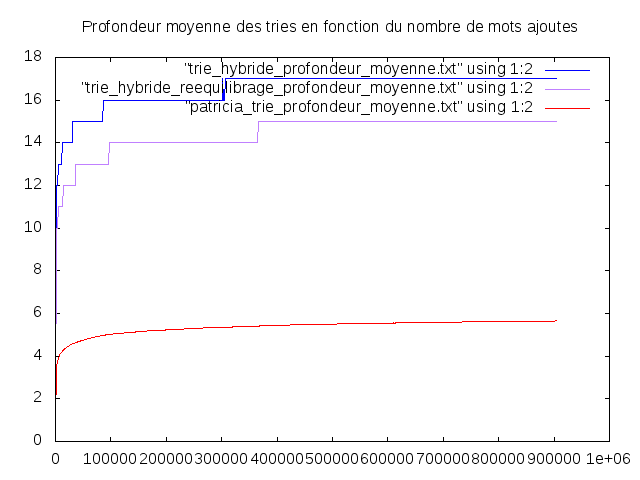 Profondeur moyenne des tries en fonction du nombre de mots ajoutes
18
"trie_hybride_profondeur_moyenne.txt" using 1:2
"trie_hybride_reequilibrage_profondeur_moyenne.txt" using 1:2
16
"patricia_trie_profondeur_moyenne.txt" using 1:2
14
12
10
8
6
4
2
0
0 100000 200000 300000 400000 500000 600000 700000 800000 900000 1e+06